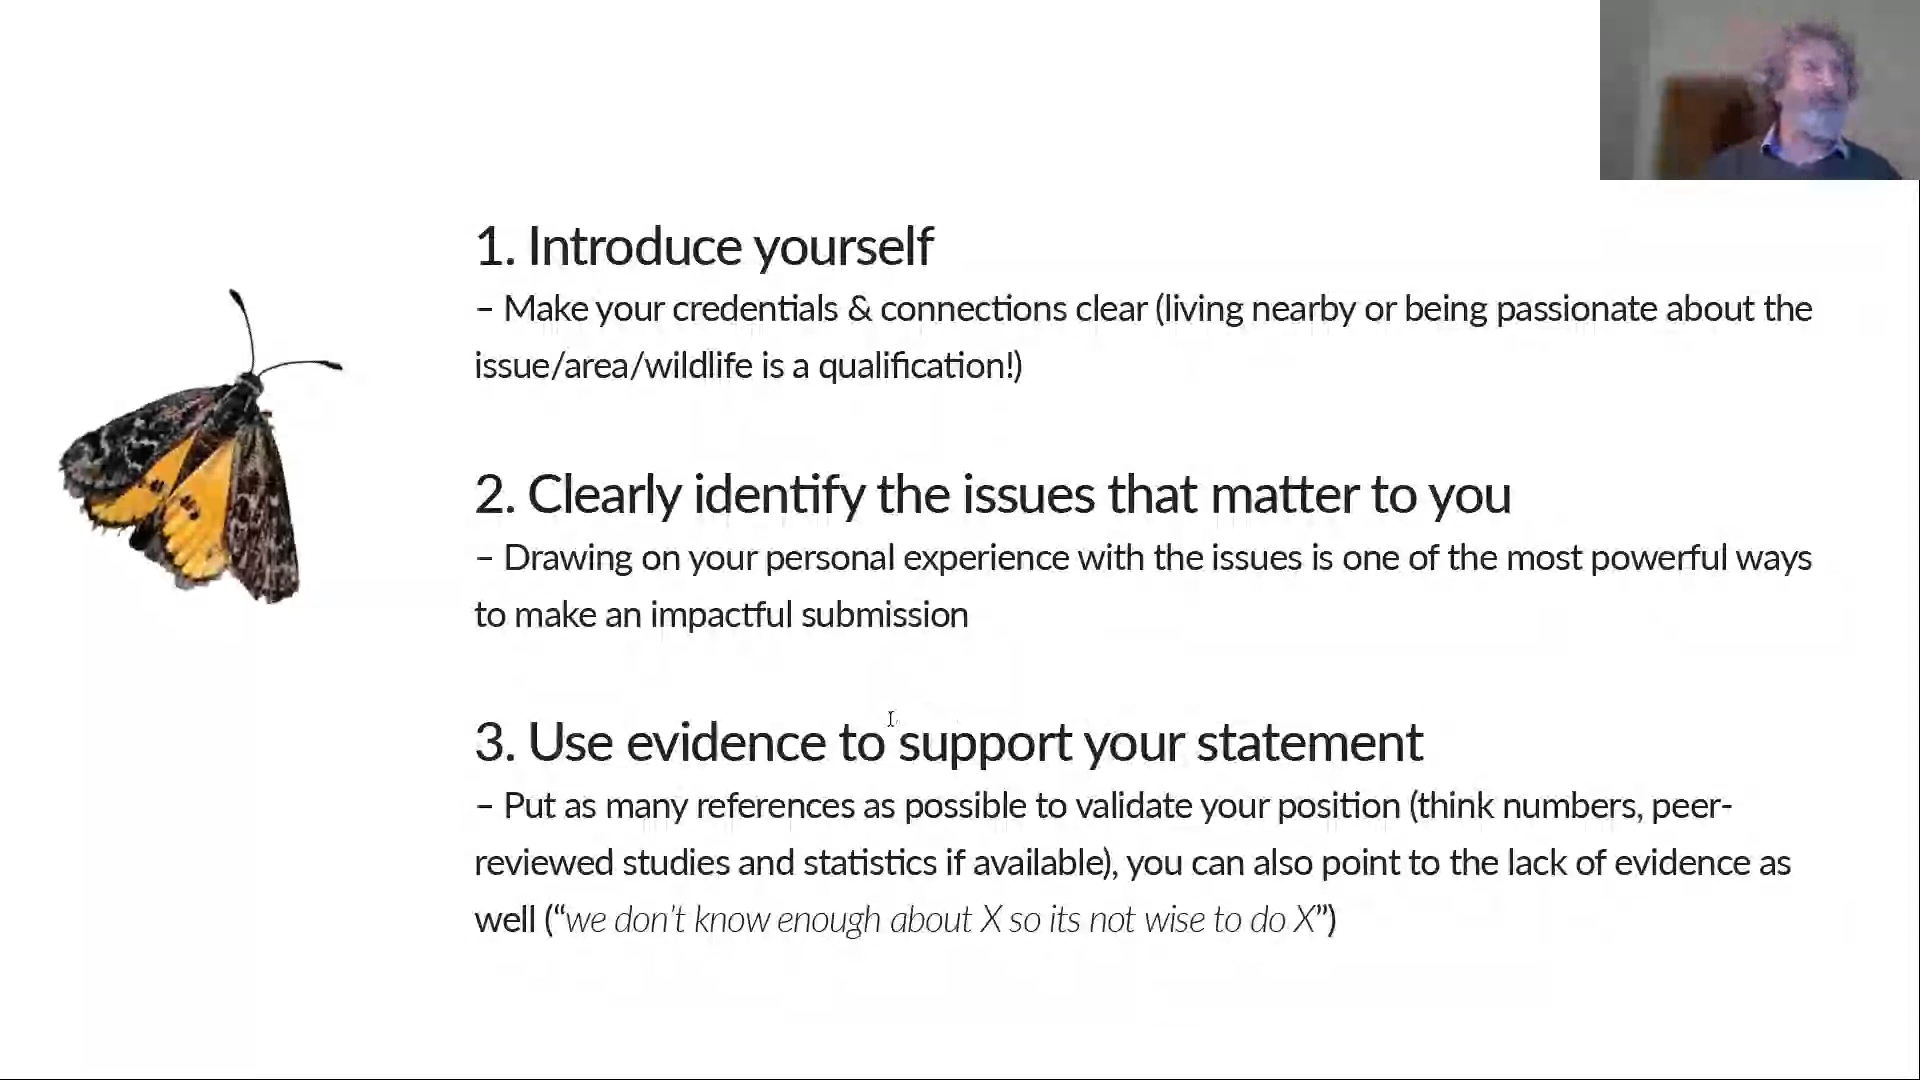 1. Introduce yourself
– Make your credentials & connections clear (living nearby or being passionate about the
issue/area/wildlife is a qualification!)
2. Clearly identify the issues that matter to you
– Drawing on your personal experience with the issues is one of the most powerful ways
to make an impactful submission
3. Use evidence to support your statement
– Put as many references as possible to validate your position (think numbers, peer-
reviewed studies and statistics if available), you can also point to the lack of evidence as
well (“we don’t know enough about X so its not wise to do X”)